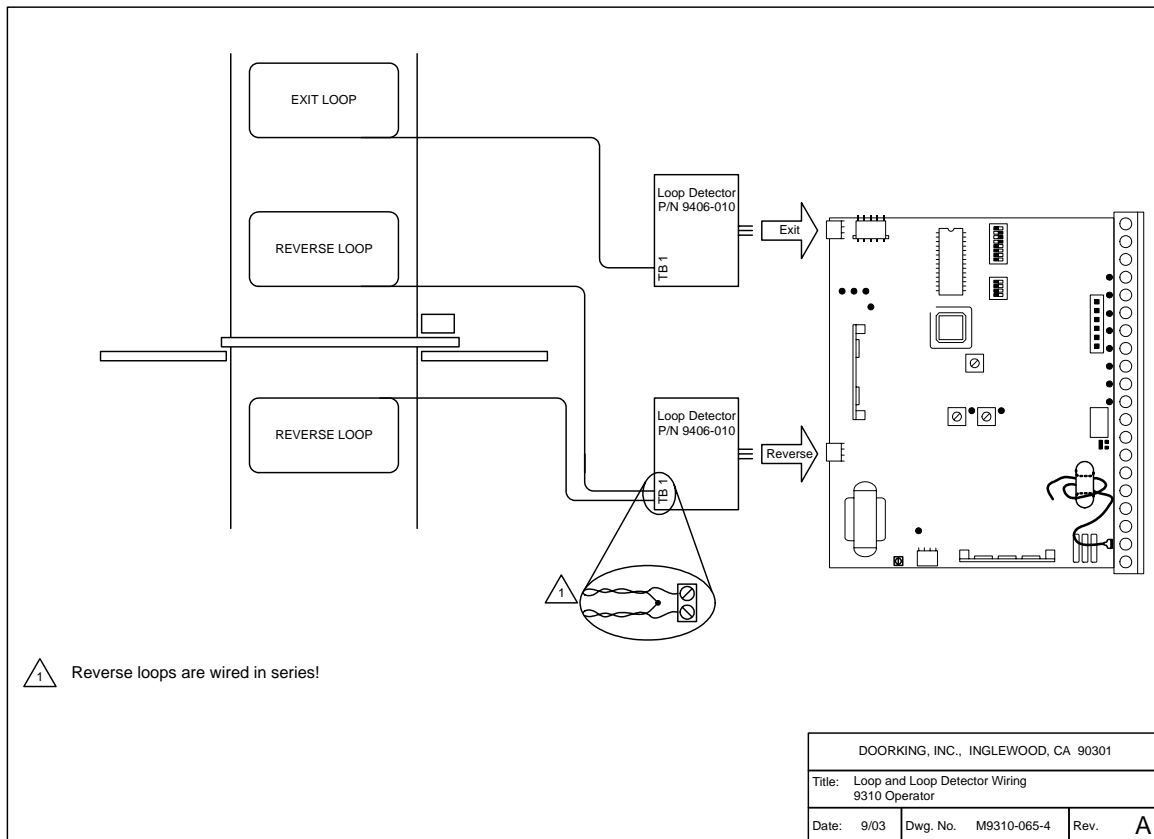 EXIT LOOP
Loop Detector
P/N 9406-010
TB 1
Exit
REVERSE LOOP
REVERSE LOOP
Loop Detector
P/N 9406-010
TB 1
Reverse
1
1 Reverse loops are wired in series!
DOORKING, INC., INGLEWOOD, CA 90301
Title: Loop and Loop Detector Wiring
9310 Operator
Date: 9/03 Dwg. No. M9310-065-4 Rev. A